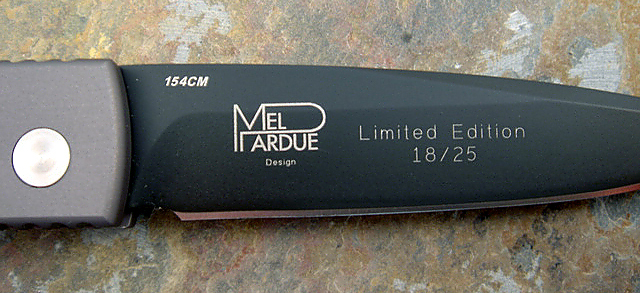 154CM
MEL
PARDUE
Design
Limited Edition
18/25